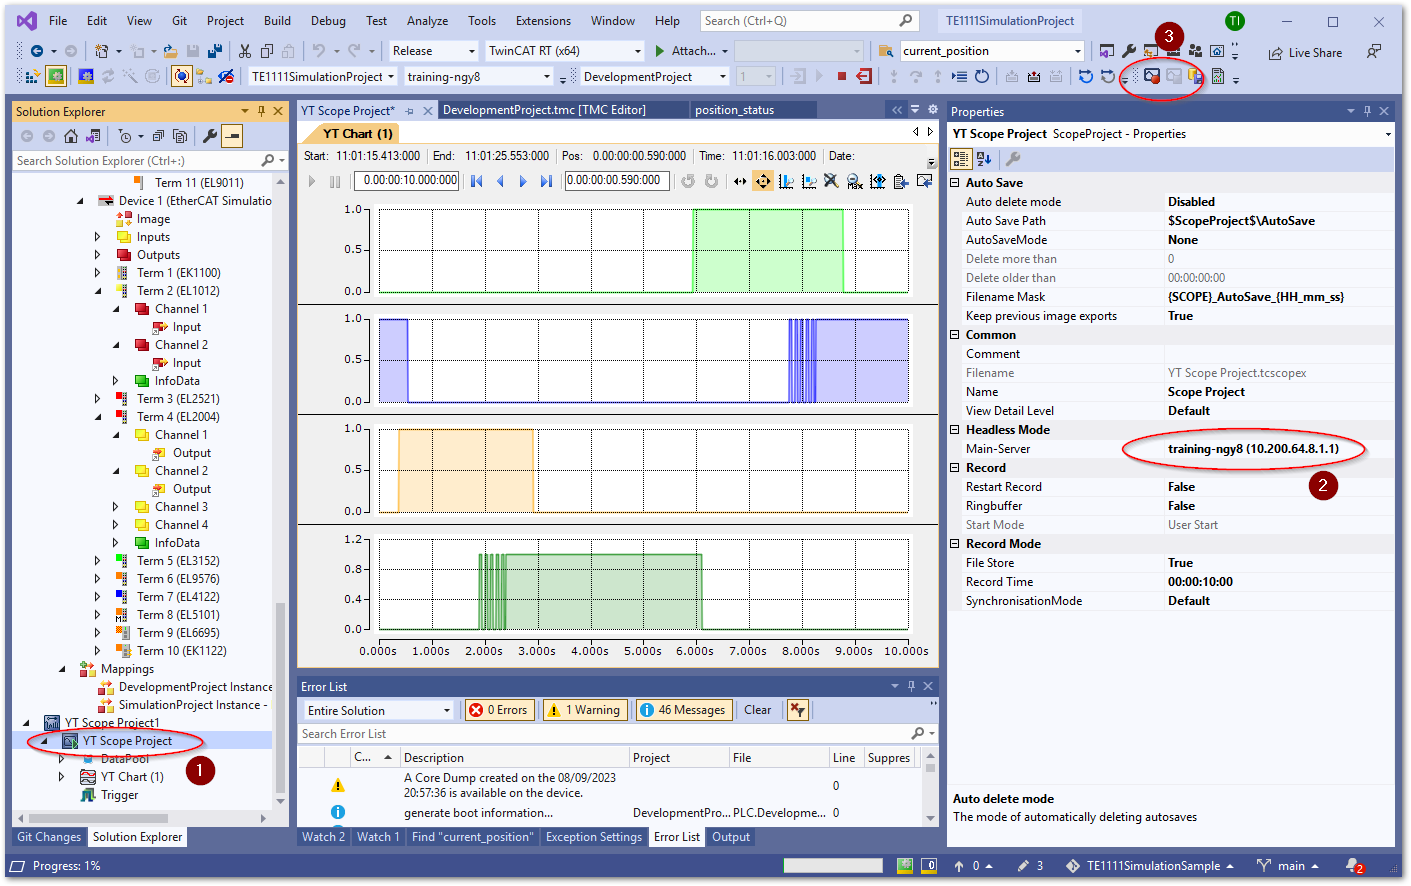 File Edit View Git Project Build Debug Test Analyze Tools Extensions Window Help Search (Ctrl+Q) TE1111SimulationProject TI
3
Release TwinCAT RT (x64) Attach... current_position Live Share
TE1111SimulationProject training-ngy8 DevelopmentProject 1
Solution Explorer
Search Solution Explorer (Ctrl+;)
Term 11 (EL9011)
Device 1 (EtherCAT Simulatio
Image
Inputs
Outputs
Term 1 (EK1100)
Term 2 (EL1012)
Channel 1
Input
Channel 2
Input
InfoData
Term 3 (EL2521)
Term 4 (EL2004)
Channel 1
Output
Channel 2
Output
Channel 3
Channel 4
InfoData
Term 5 (EL3152)
Term 6 (EL9576)
Term 7 (EL4122)
Term 8 (EL5101)
Term 9 (EL6695)
Term 10 (EK1122)
Mappings
DevelopmentProject Instance
SimulationProject Instance -
YT Scope Project1
YT Scope Project
DataPool
YT Chart (1)
Trigger
1
Git Changes Solution Explorer
YT Scope Project* DevelopmentProject.tmc [TMC Editor] position_status
YT Chart (1)
Start: 11:01:15.413:000 End: 11:01:25.553:000 Pos: 0.00:00:00.590:000 Time: 11:01:16.003:000 Date:
0.00:00:10.000:000 0.00:00:00.590:000
1.0
0.5
0.0
1.0
0.5
0.0
1.0
0.5
0.0
1.2
0.8
0.4
0.0
0.000s 1.000s 2.000s 3.000s 4.000s 5.000s 6.000s 7.000s 8.000s 9.000s 10.000s
Error List
Entire Solution 0 Errors 1 Warning 46 Messages Clear
Search Error List
C... Description Project File Line Suppres
A Core Dump created on the 08/09/2023
20:57:36 is available on the device. 0
generate boot information... DevelopmentPro... PLC.Developme... 0
Watch 2 Watch 1 Find "current_position" Exception Settings Error List Output
Properties
YT Scope Project ScopeProject - Properties
Auto Save
Auto delete mode Disabled
Auto Save Path $ScopeProject$\AutoSave
AutoSaveMode None
Delete more than 0
Delete older than 00:00:00:00
Filename Mask {SCOPE}_AutoSave_{HH_mm_ss}
Keep previous image exports True
Common
Comment
Filename YT Scope Project.tcscopex
Name Scope Project
View Detail Level Default
Headless Mode
Main-Server training-ngy8 (10.200.64.8.1.1)
Record
2
Restart Record False
Ringbuffer False
Start Mode User Start
Record Mode
File Store True
Record Time 00:00:10:00
SynchronisationMode Default
Auto delete mode
The mode of automatically deleting autosaves
Progress: 1% 0 0 3 TE1111SimulationSample main 2